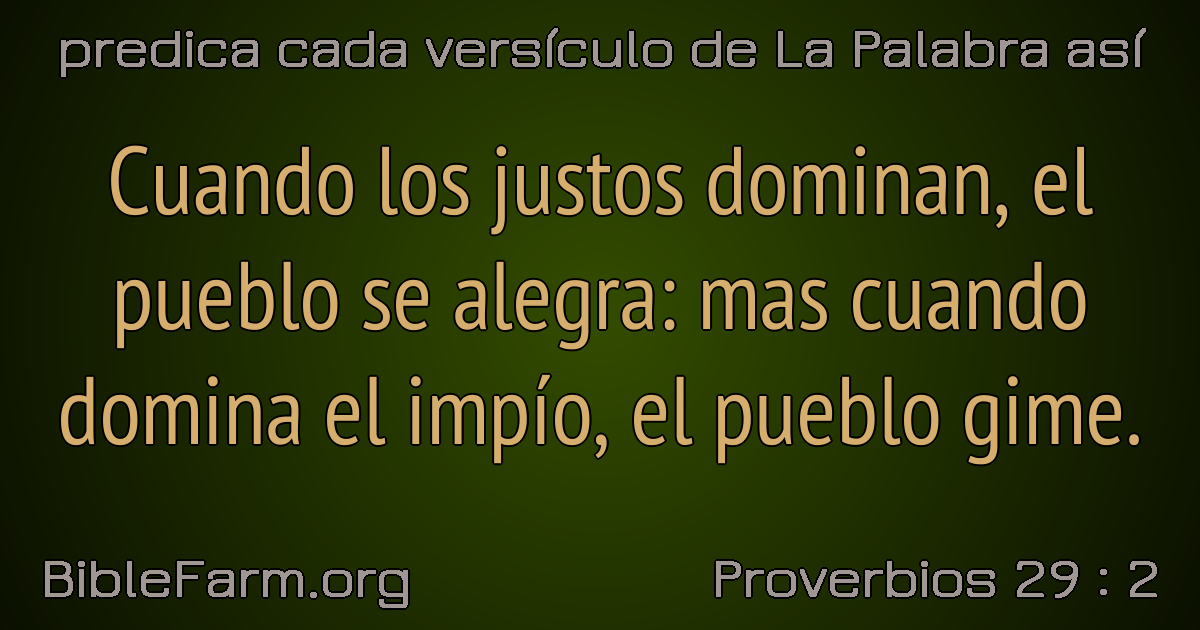 predica cada versículo de La Palabra así
Cuando los justos dominan, el
pueblo se alegra: mas cuando
domina el impío, el pueblo gime.
BibleFarm.org
Proverbios 29 : 2